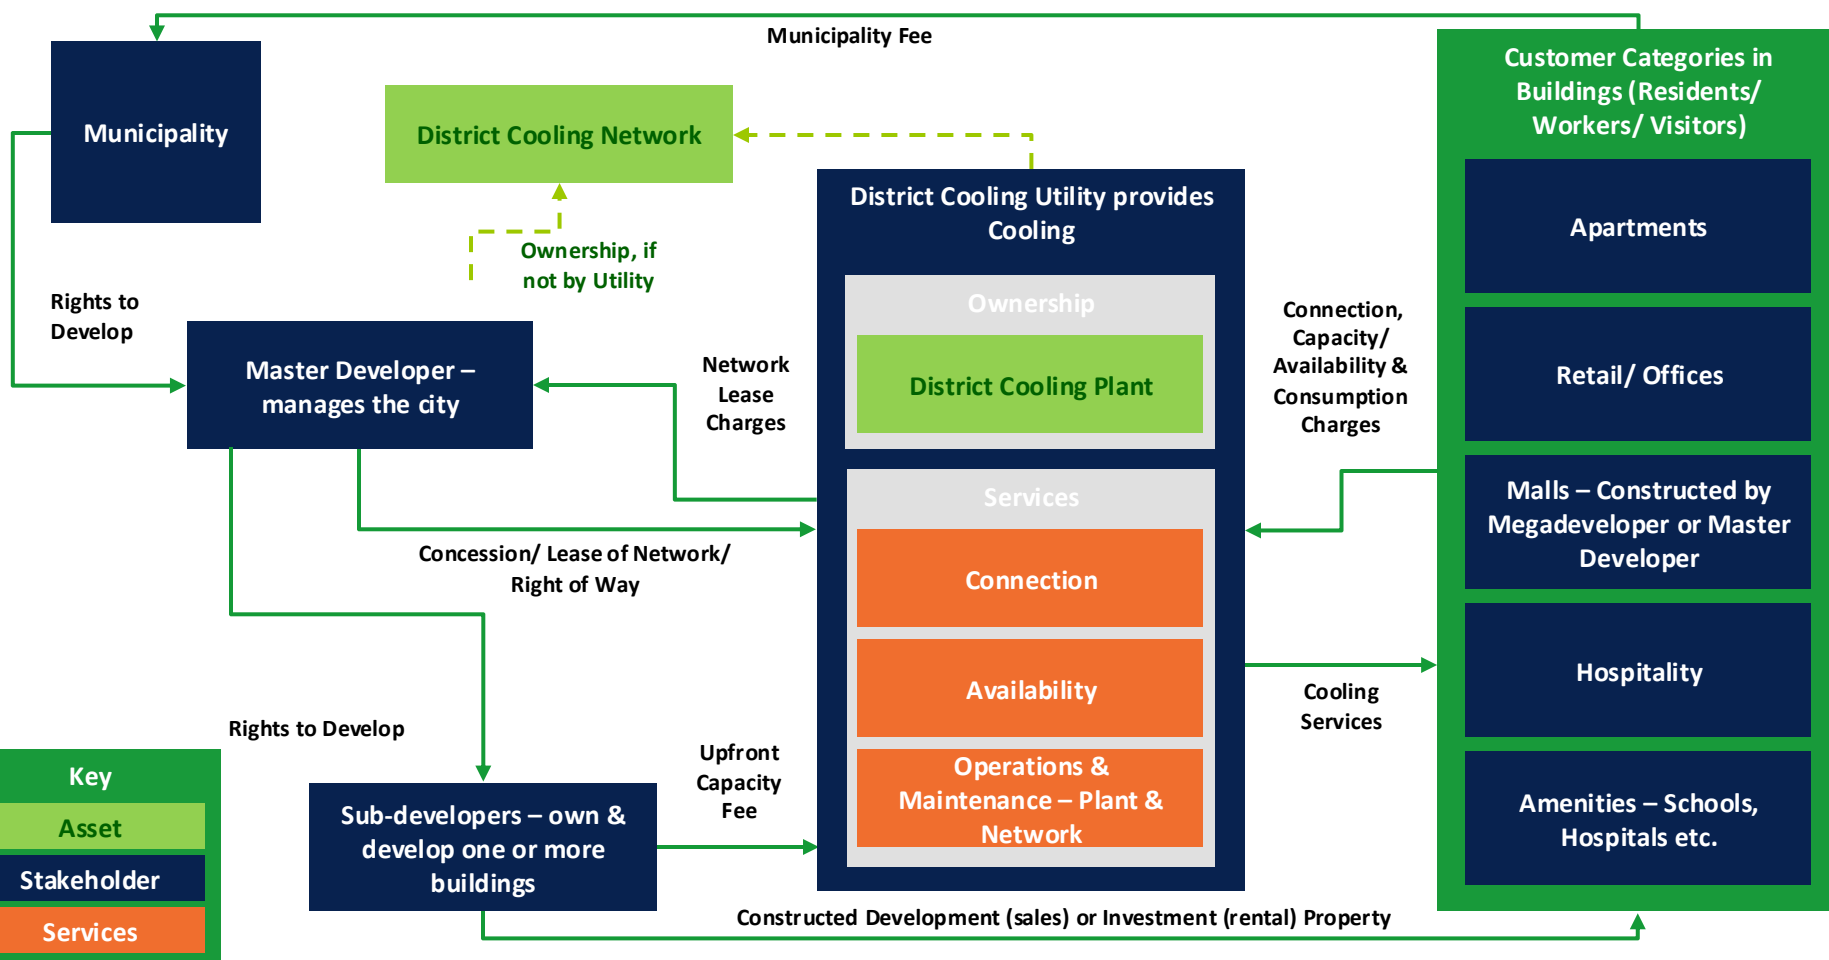 Municipality Fee
Municipality
District Cooling Network
Ownership, if
not by Utility
Rights to
Develop
Master Developer –
manages the city
Network
Lease
Charges
Concession/ Lease of Network/
Right of Way
Rights to Develop
Upfront
Capacity
Fee
Sub-developers – own &
develop one or more
buildings
District Cooling Utility provides
Cooling
Ownership
District Cooling Plant
Services
Connection
Availability
Operations &
Maintenance – Plant &
Network
Connection,
Capacity/
Availability &
Consumption
Charges
Cooling
Services
Customer Categories in
Buildings (Residents/
Workers/ Visitors)
Apartments
Retail/ Offices
Malls – Constructed by
Megadeveloper or Master
Developer
Hospitality
Amenities – Schools,
Hospitals etc.
Constructed Development (sales) or Investment (rental) Property
Key
Asset
Stakeholder
Services